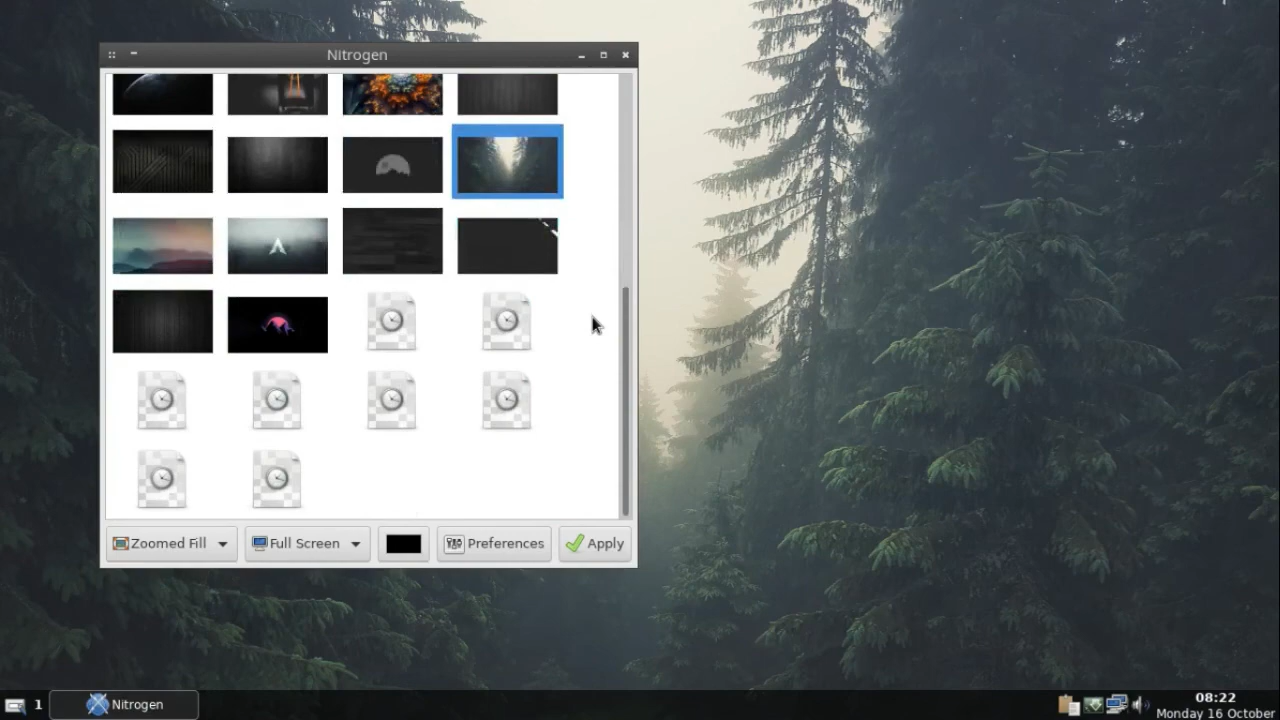 Nitrogen
Zoomed Fill
Full Screen
Preferences
Apply
1
Nitrogen
08:22
Monday 16 October